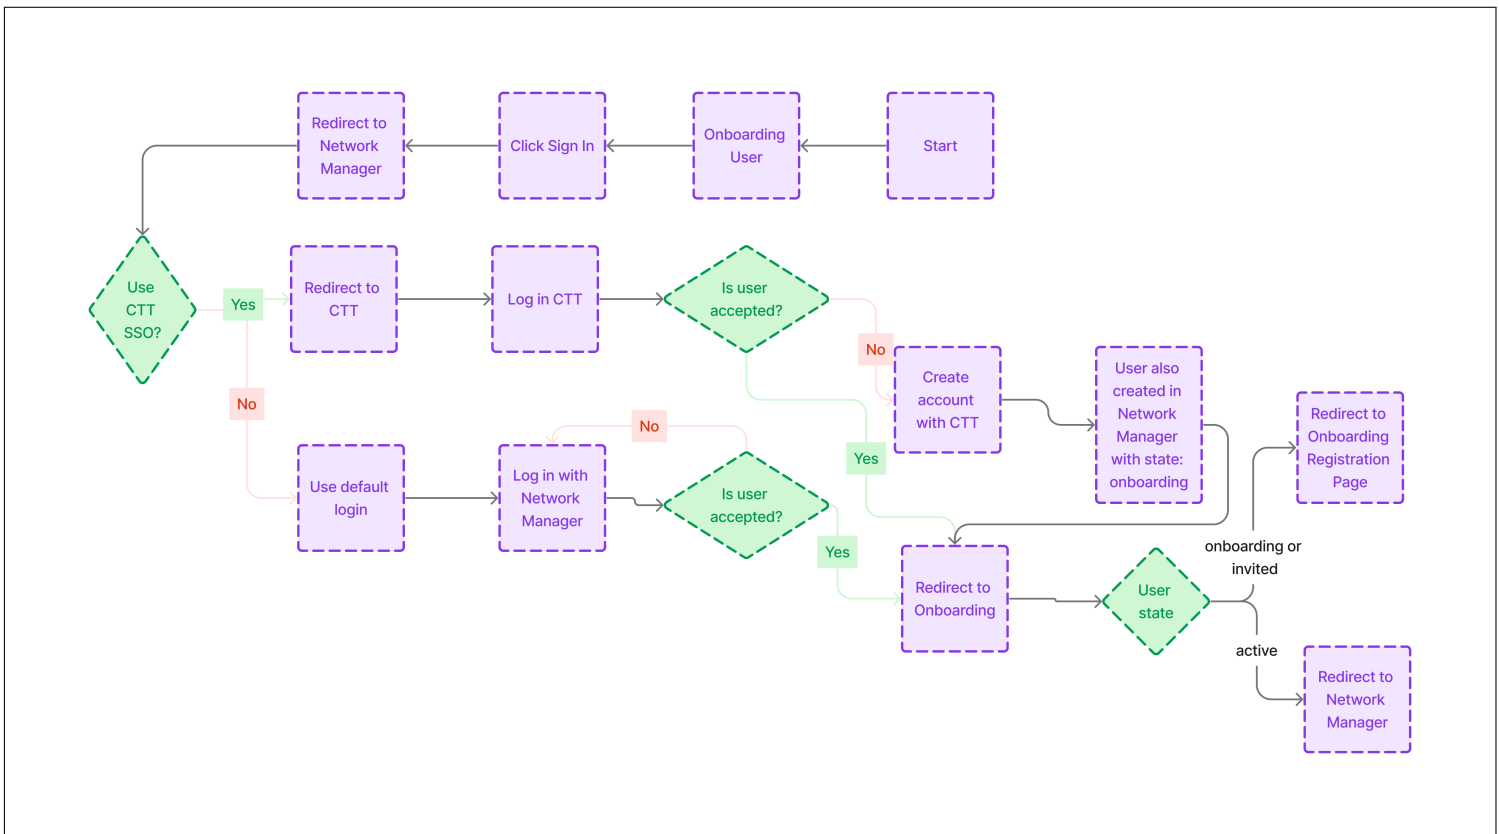 Redirect to
Network
Manager
Click Sign In
Onboarding
User
Start
Use
CTT
SSO?
Yes
Redirect to
CTT
Log in CTT
Is user
accepted?
No
Create
account
with CTT
User also
created in
Network
Manager
with state:
onboarding
Redirect to
Onboarding
Registration
Page
No
No
Yes
Use default
login
Log in with
Network
Manager
Is user
accepted?
Yes
Redirect to
Onboarding
User
state
onboarding or
invited
active
Redirect to
Network
Manager